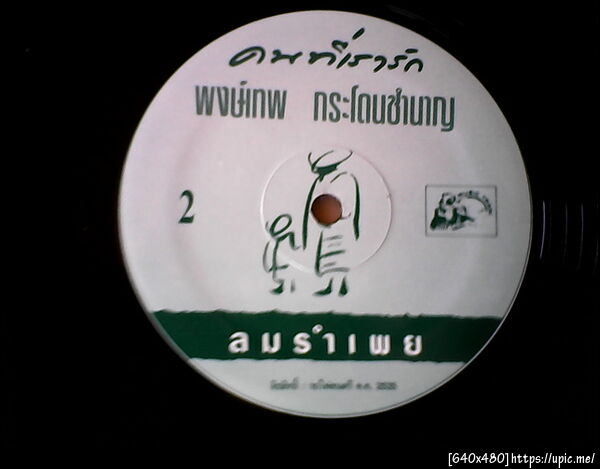 คนที่เรารัก
พงษ์เทพ กระโดนชำนาญ
2
ลมรำเพย
[640x480]https://upic.me/